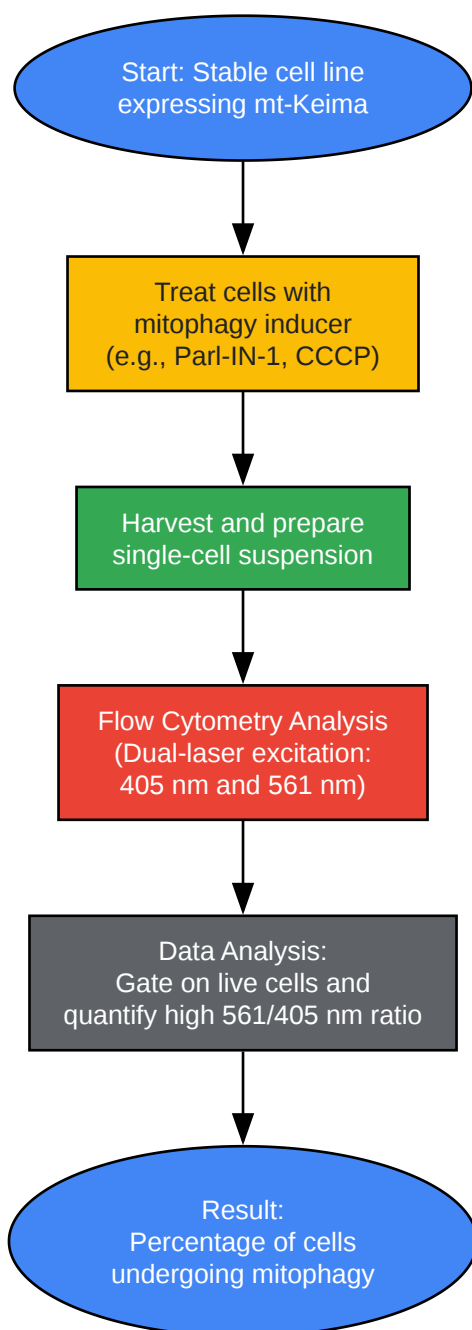 Start: Stable cell line
expressing mt-Keima
Treat cells with
mitophagy inducer
(e.g., Parl-IN-1, CCCP)
Harvest and prepare
single-cell suspension
Flow Cytometry Analysis
(Dual-laser excitation:
405 nm and 561 nm)
Data Analysis:
Gate on live cells and
quantify high 561/405 nm ratio
Result:
Percentage of cells
undergoing mitophagy